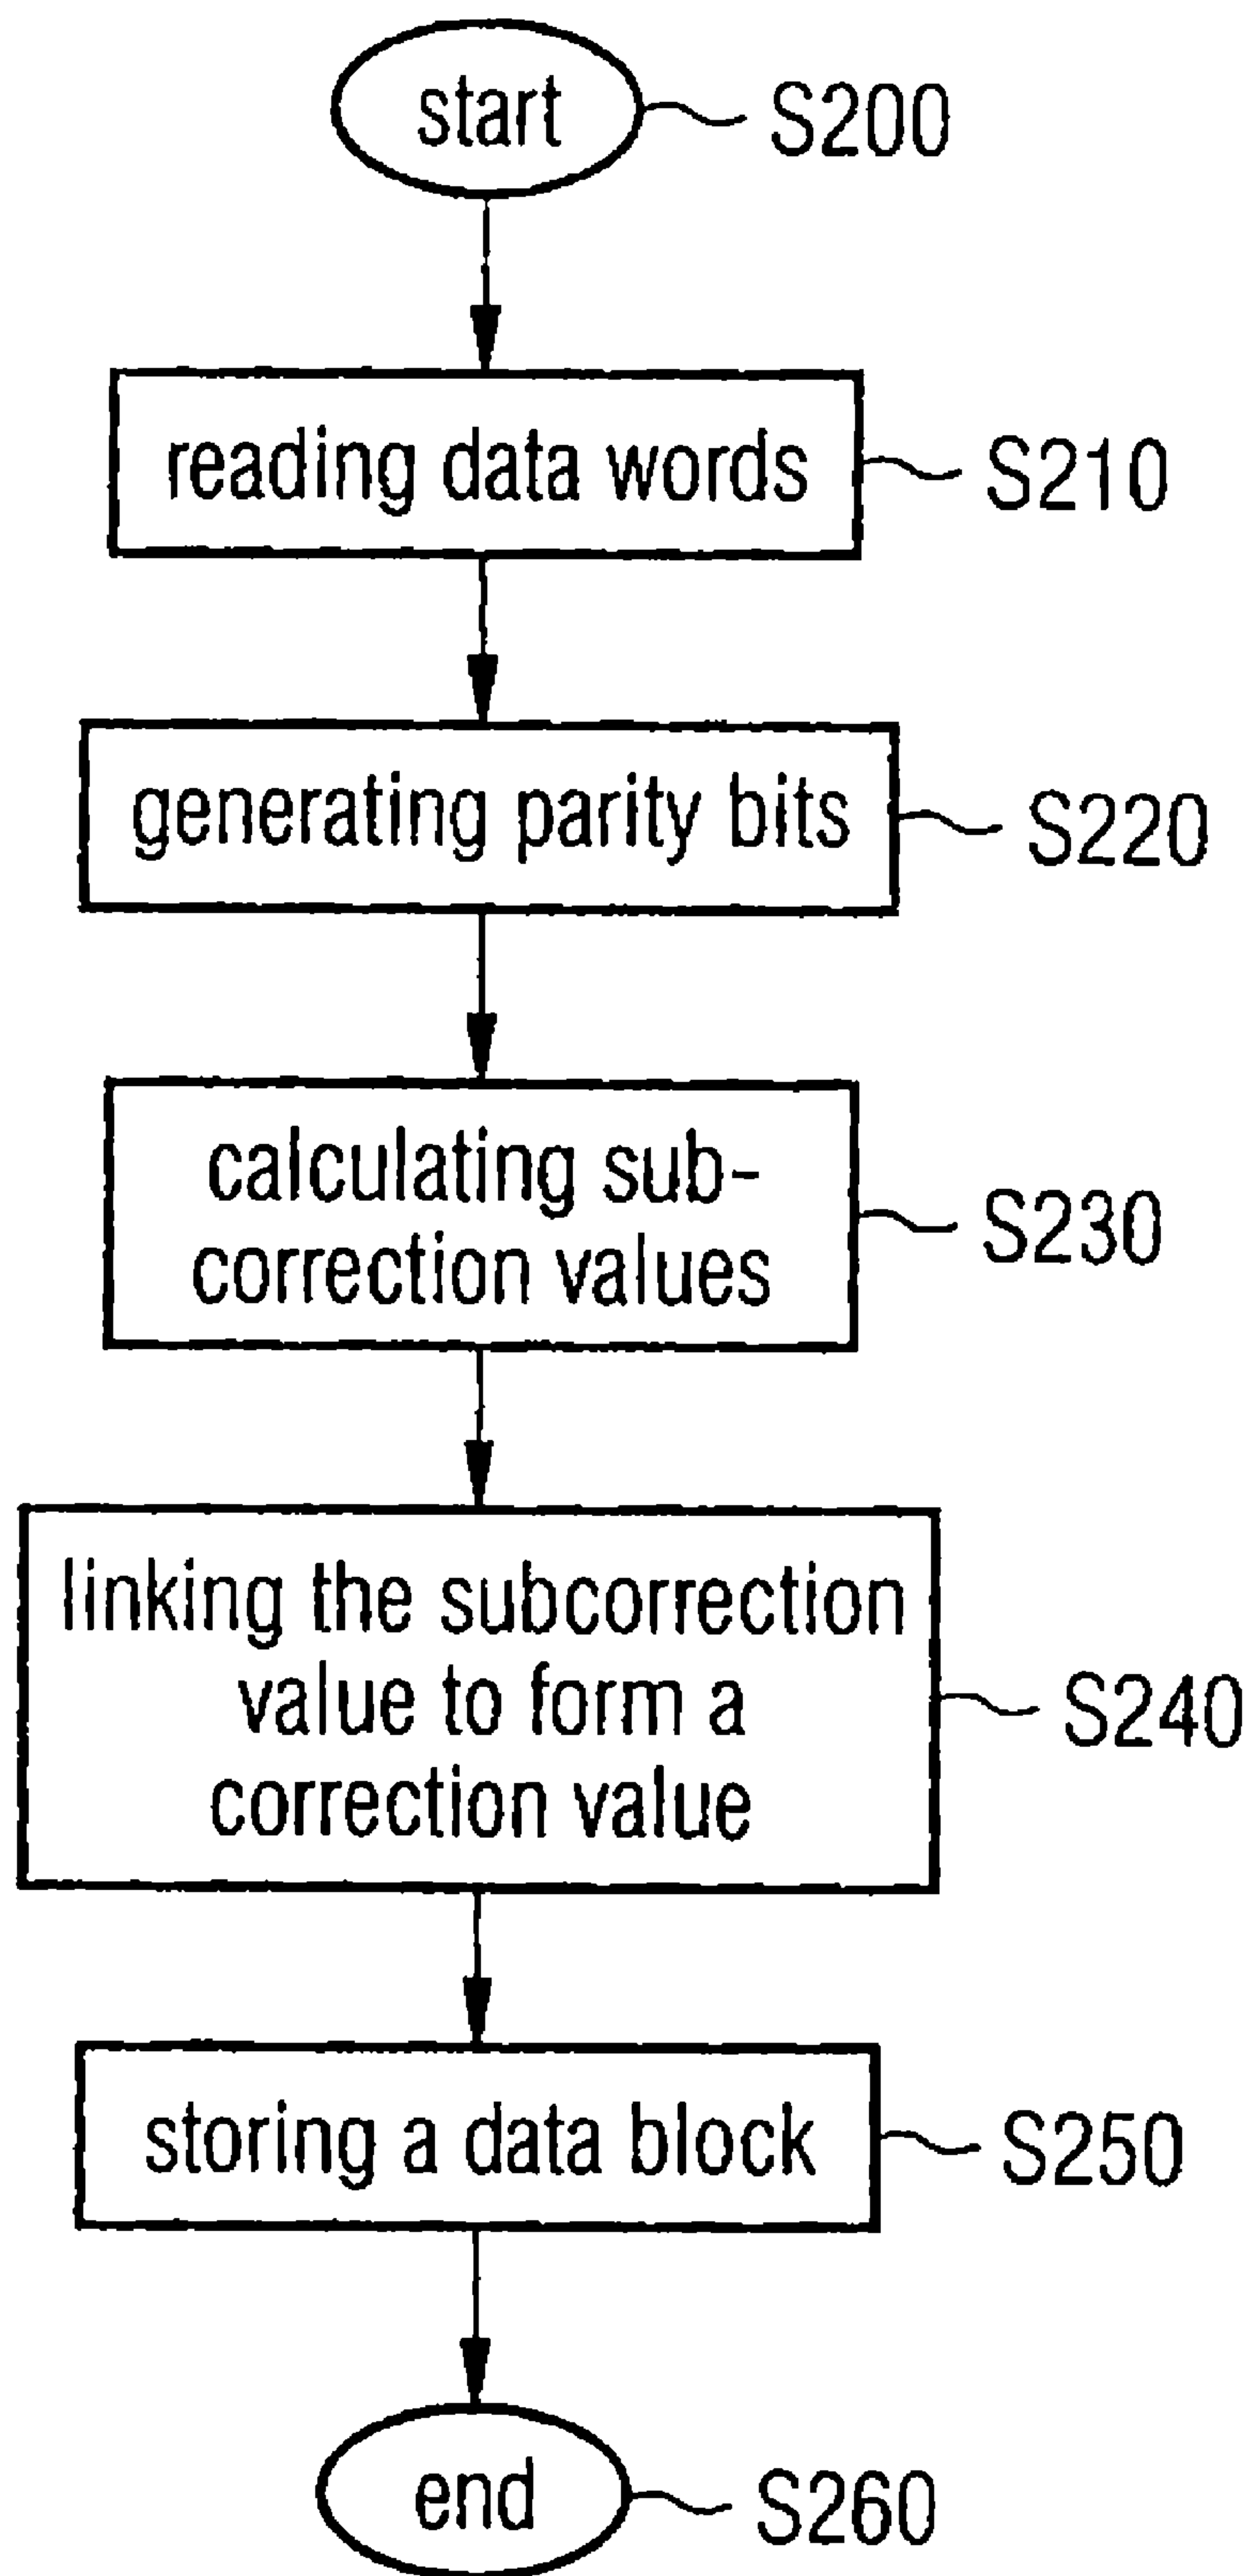 start
S200
reading data words
S210
generating parity bits
S220
calculating sub-
correction values
S230
linking the subcorrection
value to form a
correction value
S240
storing a data block
S250
end
S260